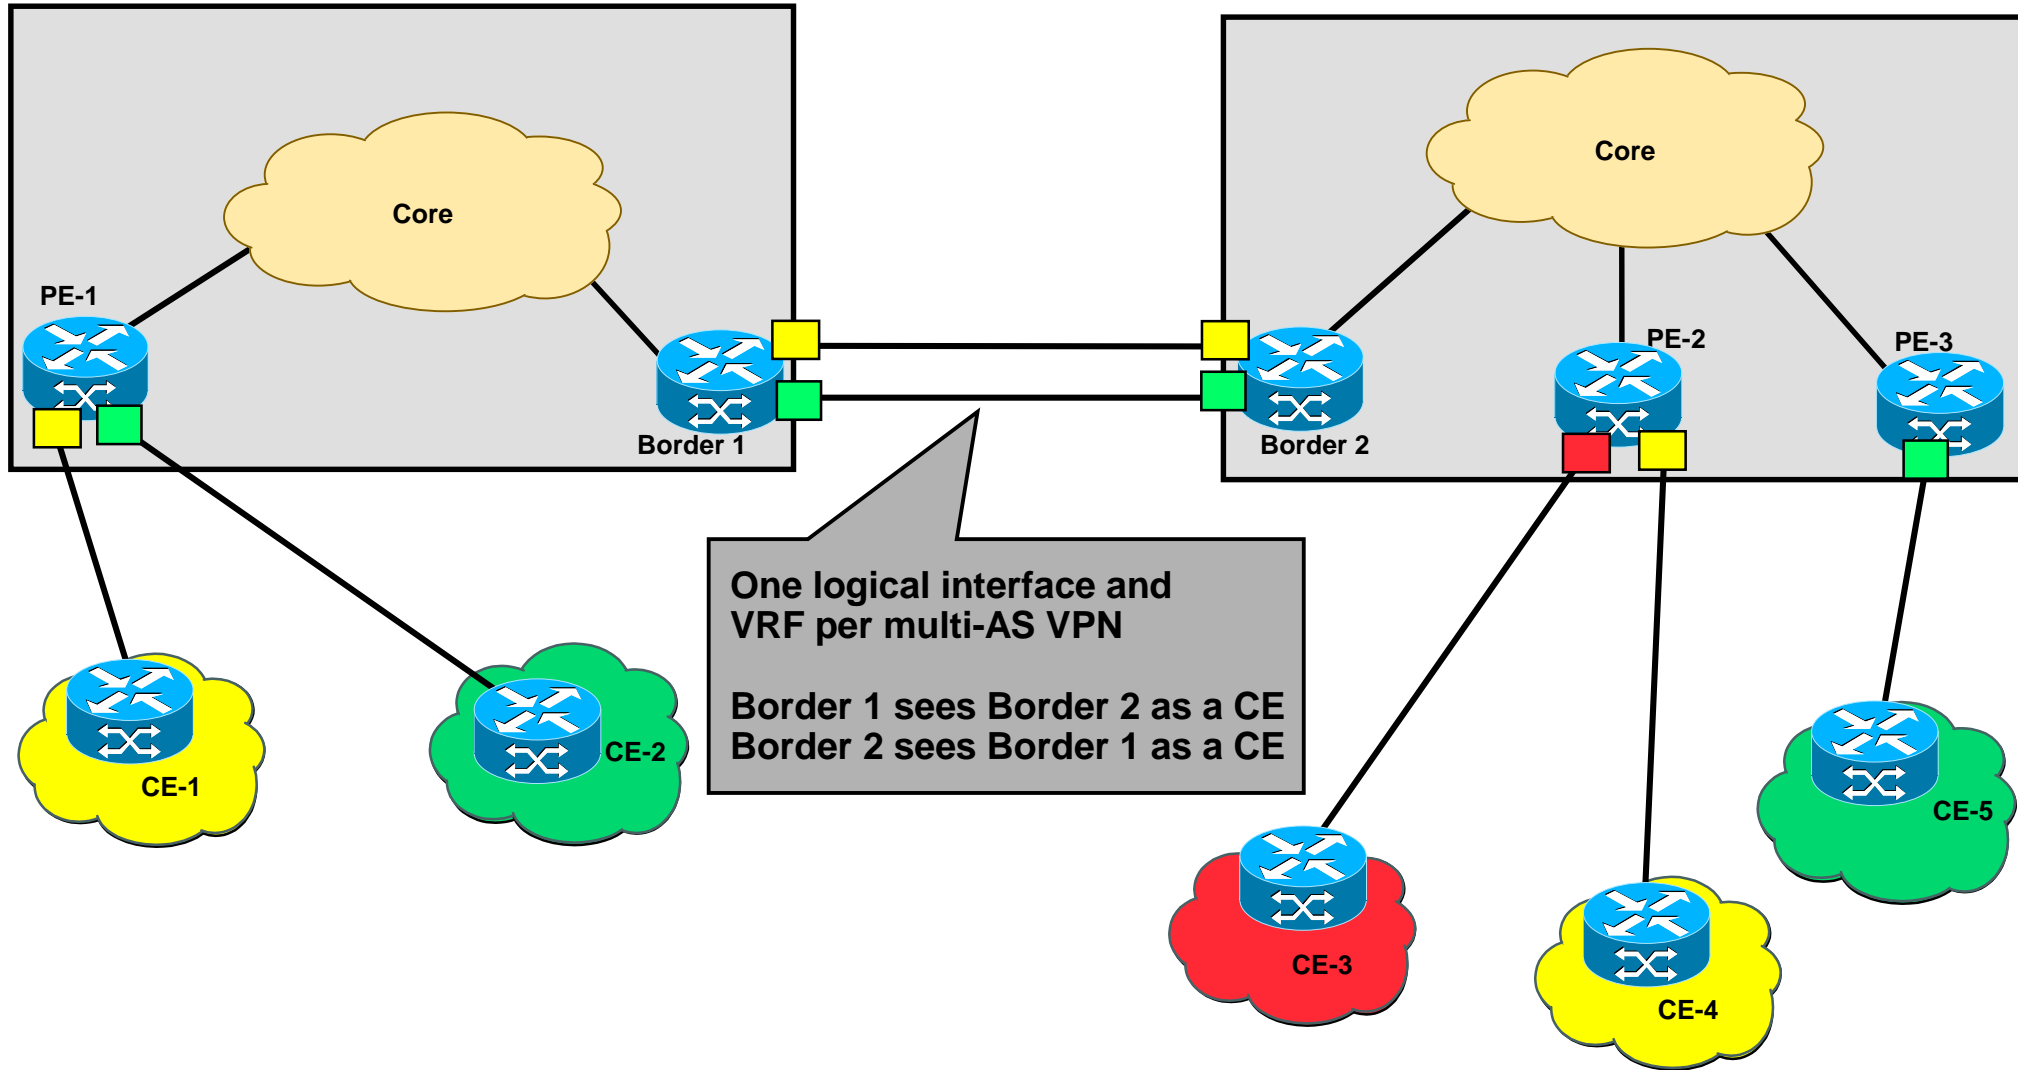 Core
Core
PE-1
PE-2
PE-3
Border 1
Border 2
One logical interface and
VRF per multi-AS VPN
Border 1 sees Border 2 as a CE
Border 2 sees Border 1 as a CE
CE-1
CE-2
CE-5
CE-3
CE-4